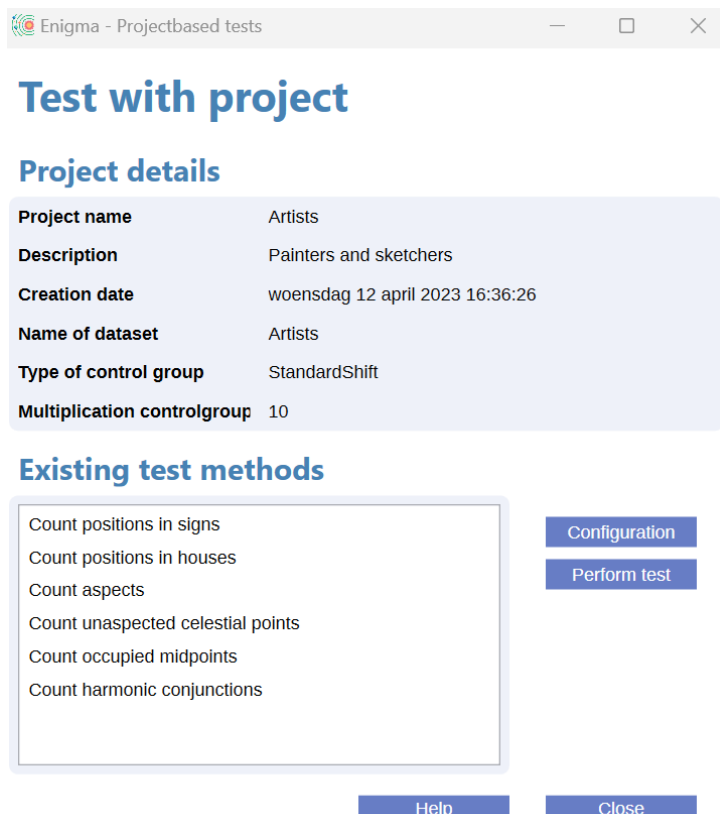 Enigma - Projectbased tests
Test with project
Project details
Project name Artists
Description Painters and sketchers
Creation date woensdag 12 april 2023 16:36:26
Name of dataset Artists
Type of control group StandardShift
Multiplication controlgroup 10
Existing test methods
Count positions in signs
Count positions in houses
Count aspects
Count unaspected celestial points
Count occupied midpoints
Count harmonic conjunctions
Configuration
Perform test
Help Close